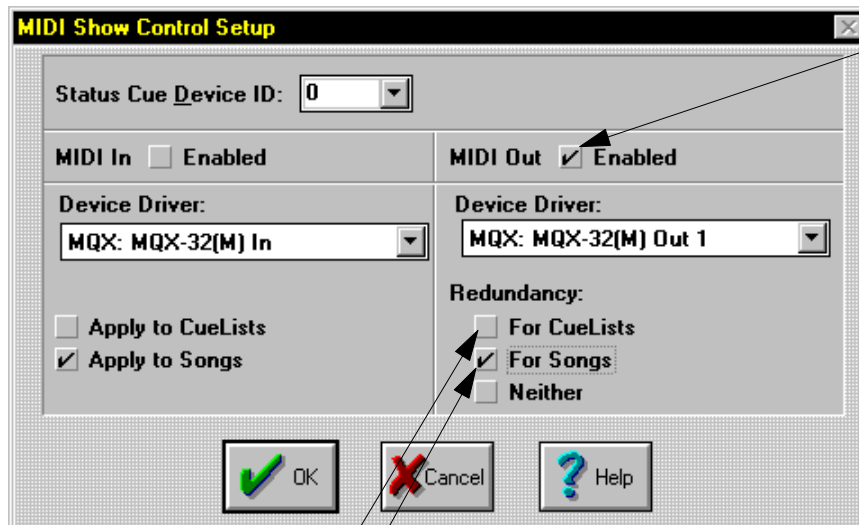 MIDI Show Control Setup
Status Cue Device ID: 0
MIDI In Enabled
MIDI Out Enabled
Device Driver:
MQX: MQX-32(M) In
Apply to CueLists
Apply to Songs
Device Driver:
MQX: MQX-32(M) Out 1
Redundancy:
For CueLists
For Songs
Neither
OK
Cancel
Help